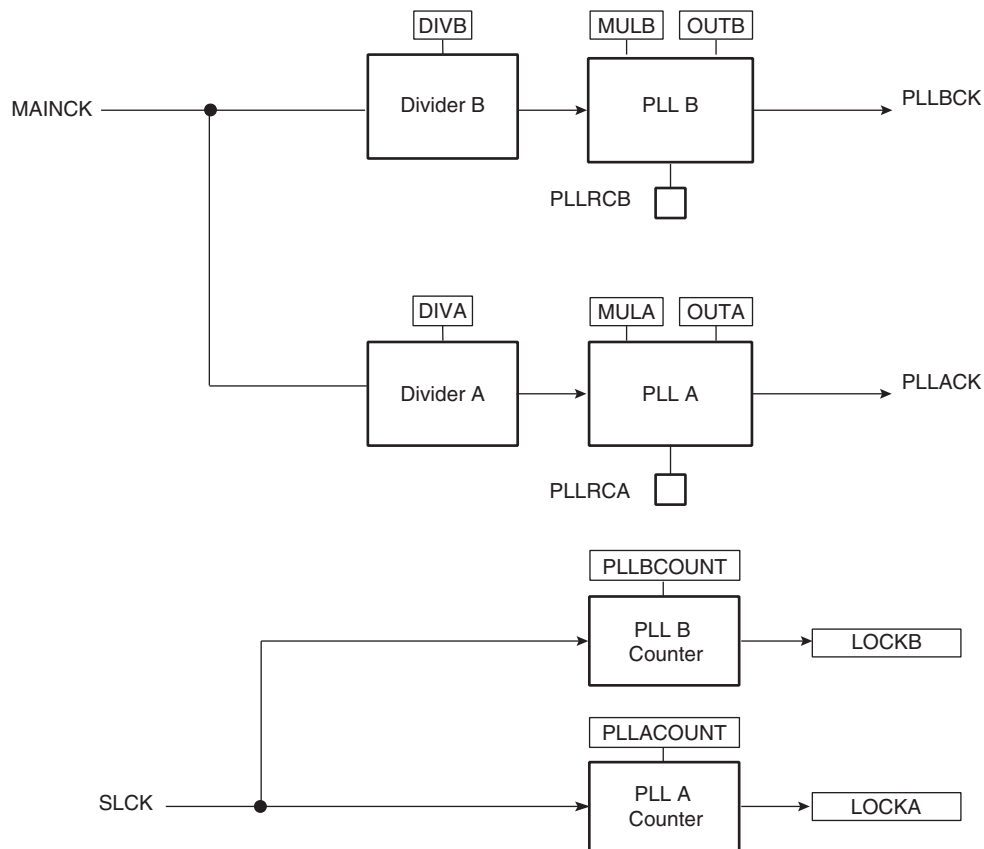 DIVB
MULB
OUTB
MAINCK
Divider B
PLL B
PLLBCK
PLLRCB
DIVA
MULA
OUTA
Divider A
PLL A
PLLACK
PLLRCA
PLLBCOUNT
PLL B
Counter
LOCKB
PLLACOUNT
SLCK
PLL A
Counter
LOCKA